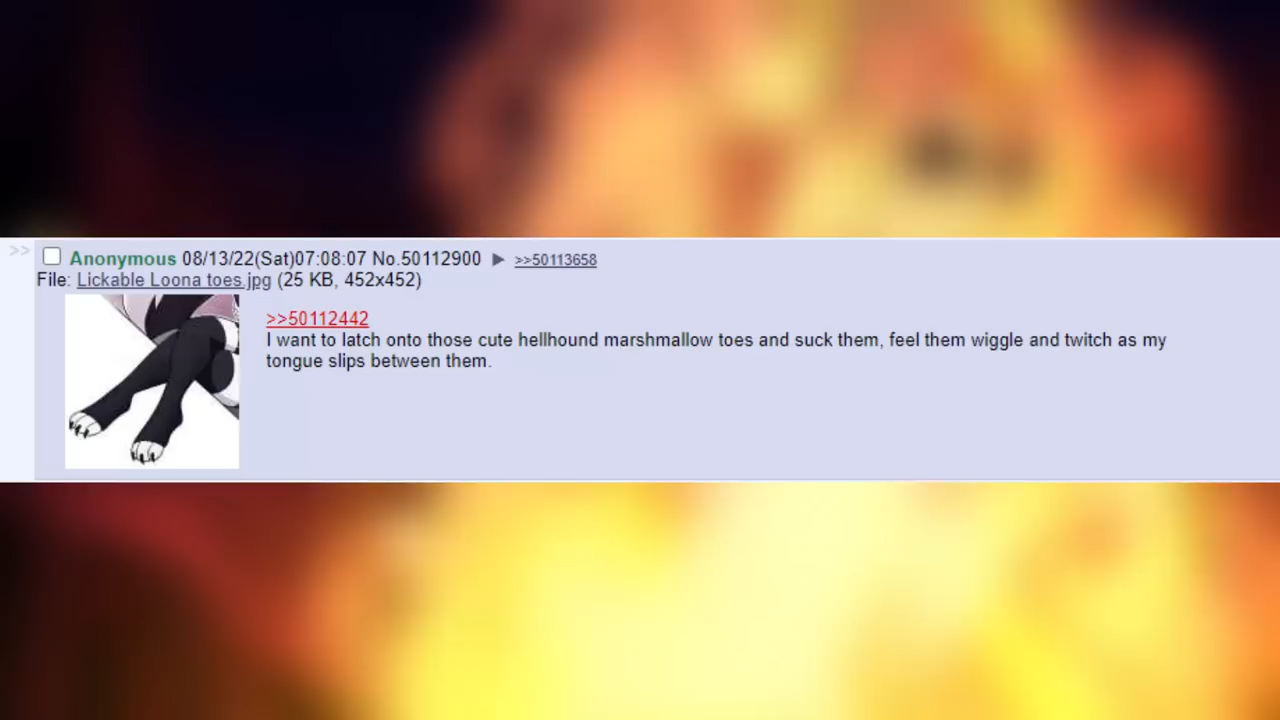 >> Anonymous 08/13/22(Sat)07:08:07 No.50112900 ▶ >>50113658
File: Lickable Loona toes.jpg (25 KB, 452x452)
>>50112442
I want to latch onto those cute hellhound marshmallow toes and suck them, feel them wiggle and twitch as my
tongue slips between them.